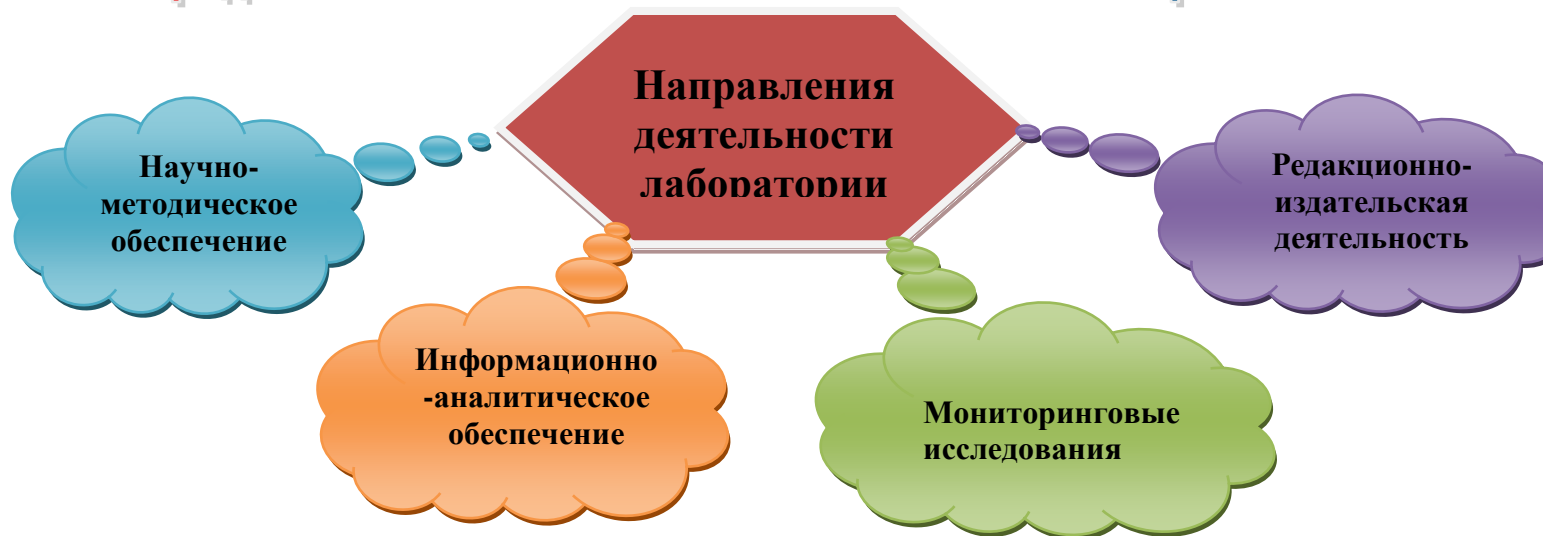 Направления
деятельности
лаборатории
Научно-
методическое
обеспечение
Редакционно-
издательская
деятельность
Информационно
-аналитическое
обеспечение
Мониторинговые
исследования